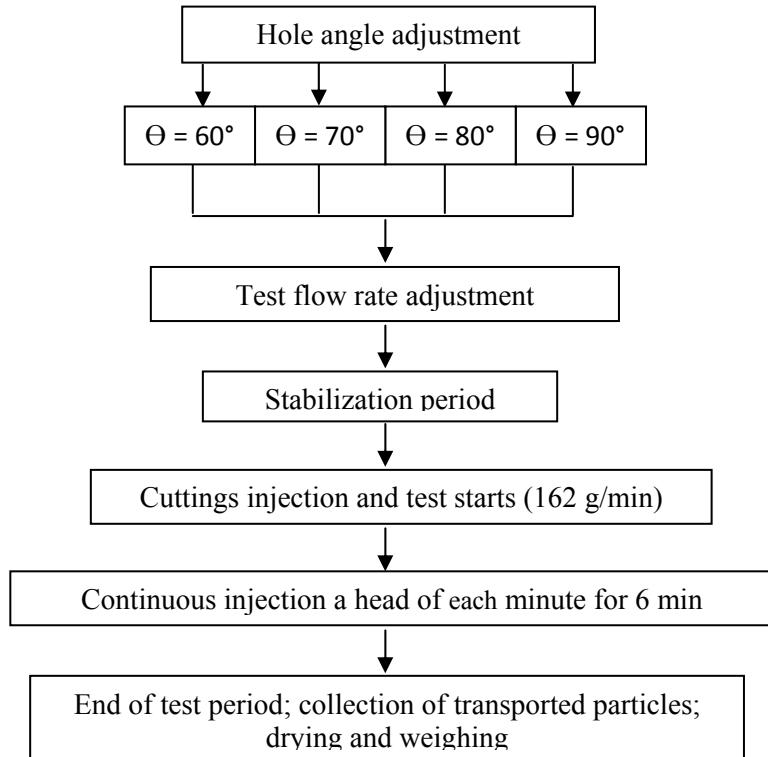 Hole angle adjustment
Ɵ = 60° Ɵ = 70° Ɵ = 80° Ɵ = 90°
Test flow rate adjustment
Stabilization period
Cuttings injection and test starts (162 g/min)
Continuous injection a head of each minute for 6 min
End of test period; collection of transported particles;
drying and weighing